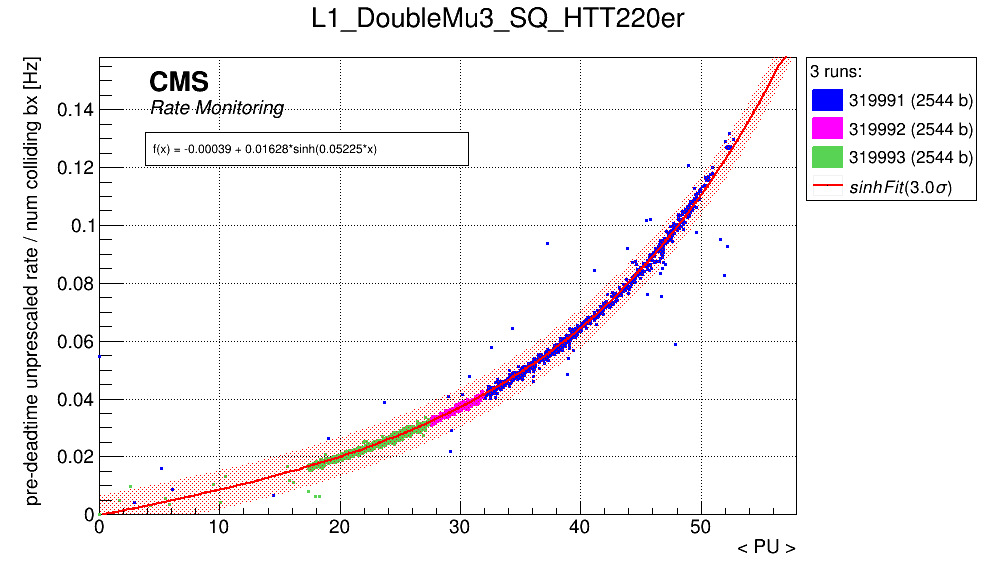 L1_DoubleMu3_SQ_HTT220er
pre-deadtime unprescaled rate / num colliding bx [Hz]
CMS
Rate Monitoring
f(x) = -0.00039 + 0.01628*sinh(0.05225*x)
0.14
0.12
0.1
0.08
0.06
0.04
0.02
0
0 10 20 30 40 50
< PU >
3 runs:
319991 (2544 b)
319992 (2544 b)
319993 (2544 b)
sinhFit(3.0σ)